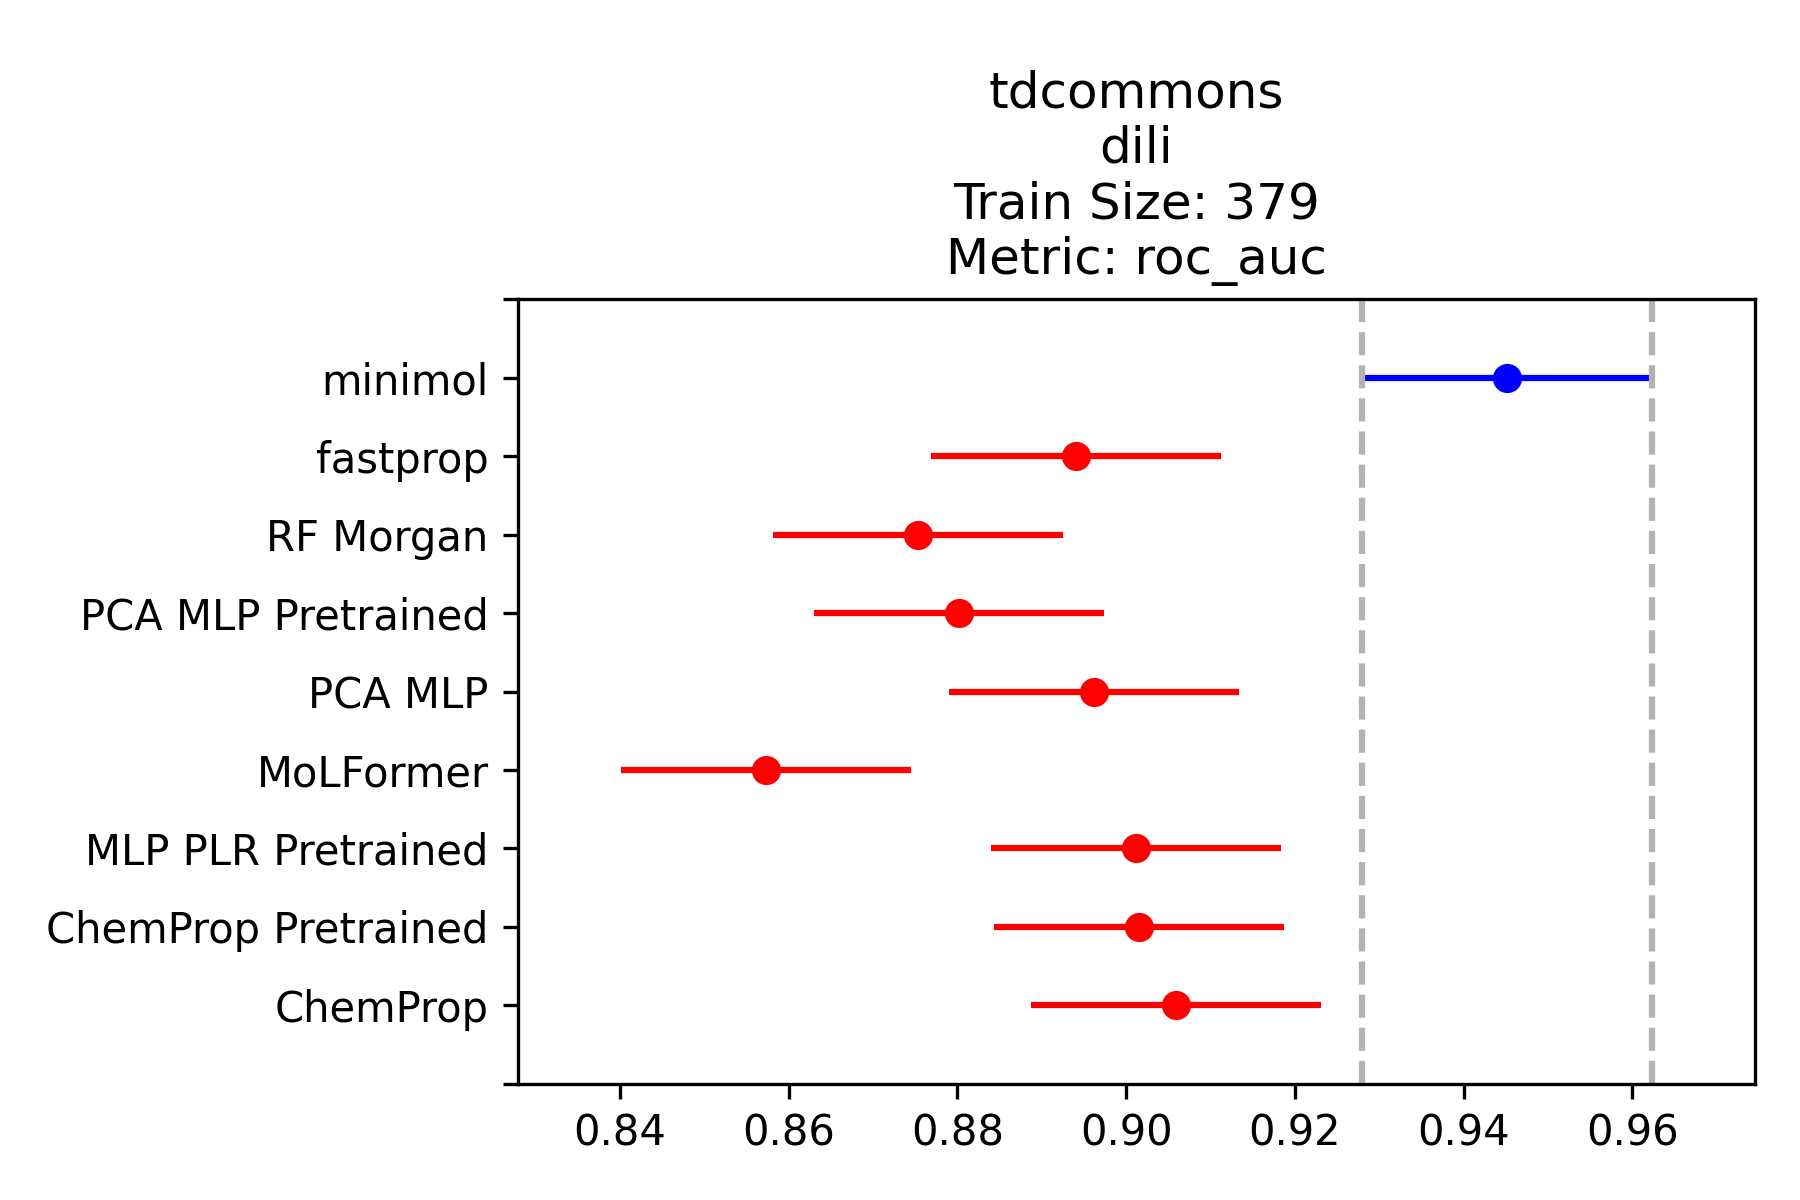 tdcommons
dili
Train Size: 379
Metric: roc_auc
minimol
fastprop
RF Morgan
PCA MLP Pretrained
PCA MLP
MoLFormer
MLP PLR Pretrained
ChemProp Pretrained
ChemProp
0.84 0.86 0.88 0.90 0.92 0.94 0.96